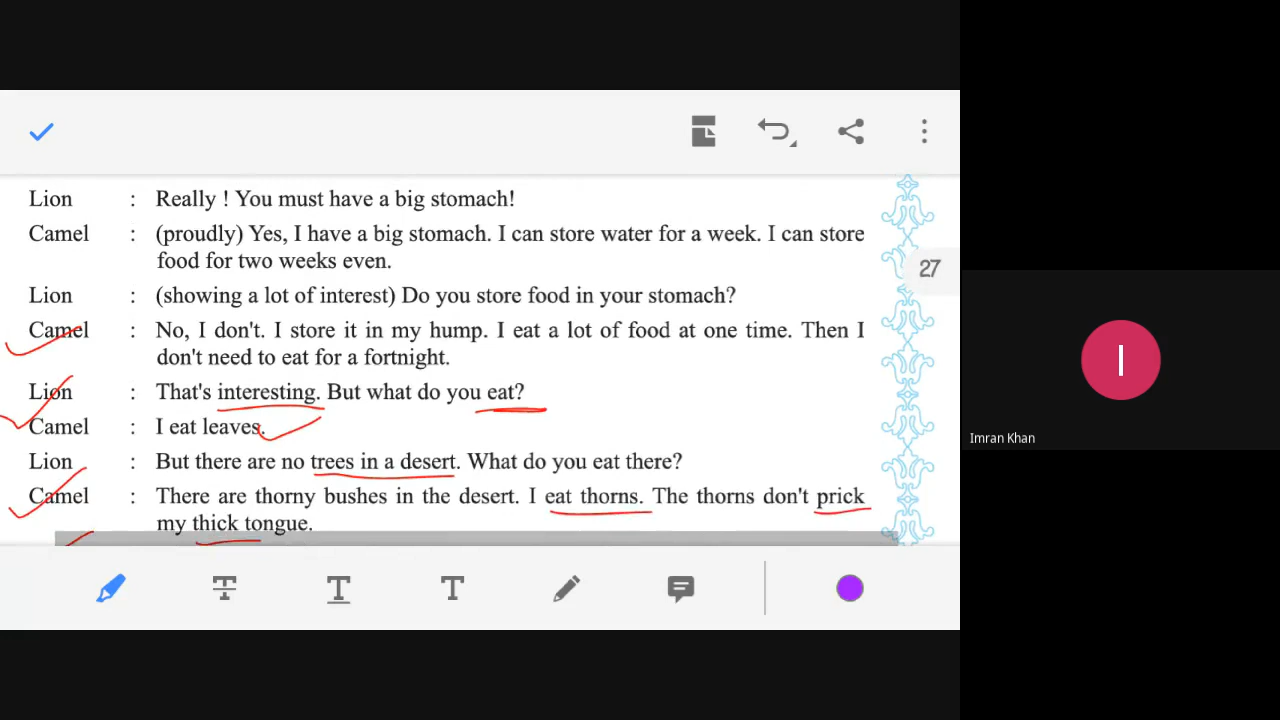 Lion : Really ! You must have a big stomach!
Camel : (proudly) Yes, I have a big stomach. I can store water for a week. I can store
food for two weeks even.
27
Lion : (showing a lot of interest) Do you store food in your stomach?
Camel : No, I don't. I store it in my hump. I eat a lot of food at one time. Then I
don't need to eat for a fortnight.
Lion : That's interesting. But what do you eat?
Camel : I eat leaves.
Lion : But there are no trees in a desert. What do you eat there?
Camel : There are thorny bushes in the desert. I eat thorns. The thorns don't prick
my thick tongue.
T T T
I
Imran Khan